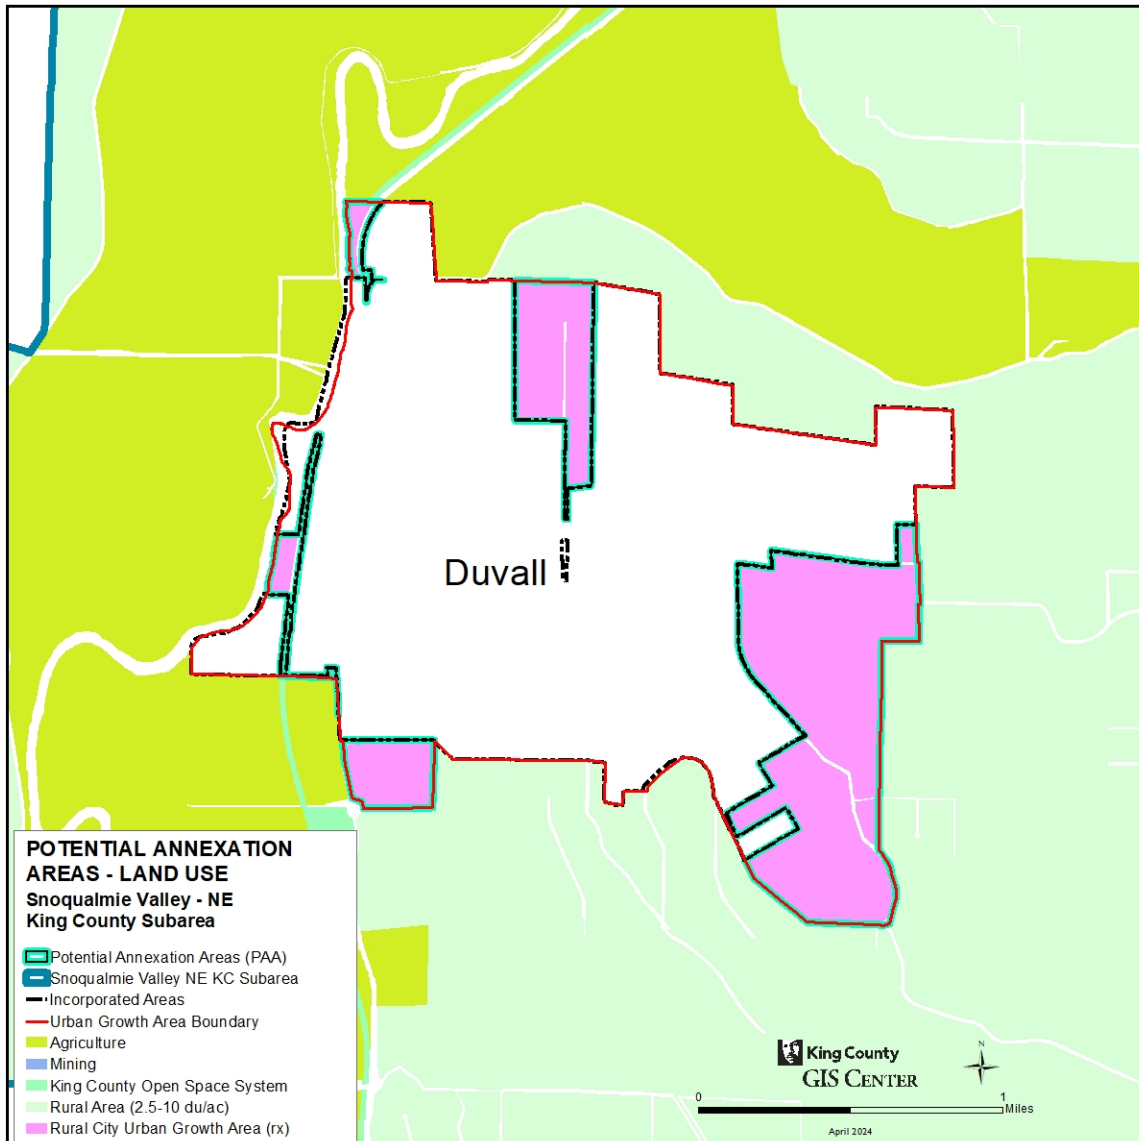 Duvall
POTENTIAL ANNEXATION
AREAS - LAND USE
Snoqualmie Valley - NE
King County Subarea
Potential Annexation Areas (PAA)
Snoqualmie Valley NE KC Subarea
Incorporated Areas
Urban Growth Area Boundary
Agriculture
Mining
King County Open Space System
Rural Area (2.5-10 du/ac)
Rural City Urban Growth Area (rx)
King County
GIS CENTER
N
0 1
Miles
April 2024